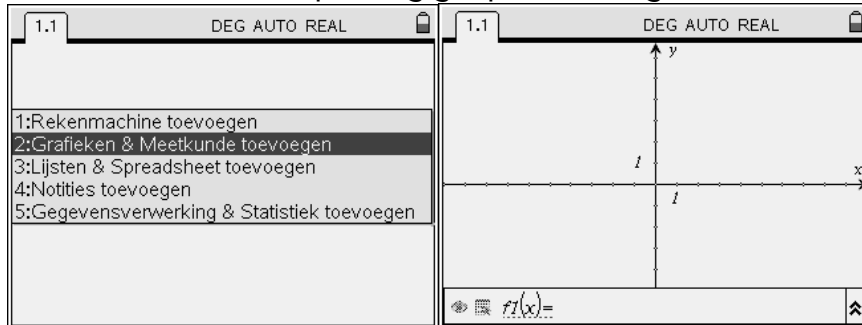 1.1 DEG AUTO REAL
1:Rekenmachine toevoegen
2:Grafieken & Meetkunde toevoegen
3:Lijsten & Spreadsheet toevoegen
4:Notities toevoegen
5:Gegevensverwerking & Statistiek toevoegen
1.1 DEG AUTO REAL
y
1
x
1
f1(x)=